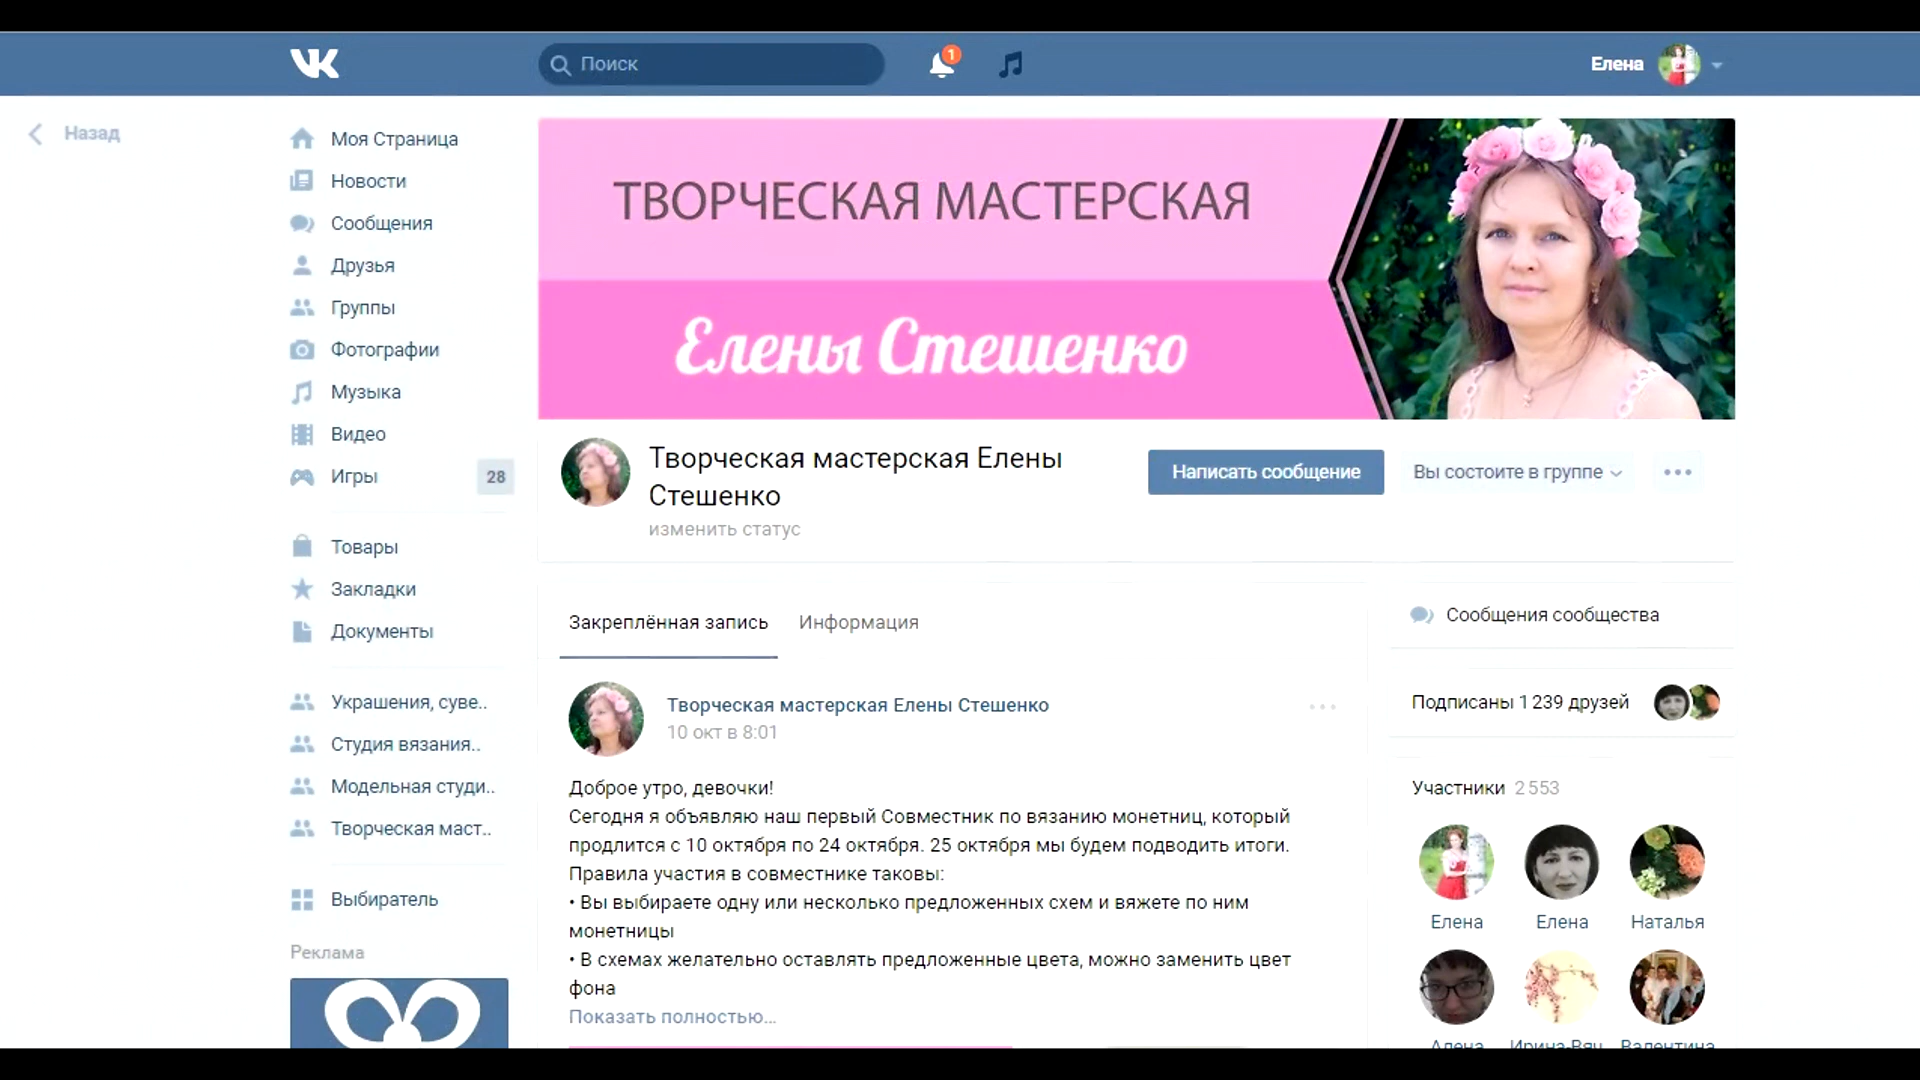 VK
Поиск
1
Елена
Назад
Моя Страница
Новости
Сообщения
Друзья
Группы
Фотографии
Музыка
Видео
Игры
28
Товары
Закладки
Документы
Украшения, суве..
Студия вязания..
Модельная студи..
Творческая маст..
Выбиратель
Реклама
ТВОРЧЕСКАЯ МАСТЕРСКАЯ
Елены Стешенко
Творческая мастерская Елены
Стешенко
изменить статус
Написать сообщение
Вы состоите в группе
Закреплённая запись
Информация
Творческая мастерская Елены Стешенко
10 окт в 8:01
Доброе утро, девочки!
Сегодня я объявляю наш первый Совместник по вязанию монетниц, который
продлится с 10 октября по 24 октября. 25 октября мы будем подводить итоги.
Правила участия в совместнике таковы:
• Вы выбираете одну или несколько предложенных схем и вяжете по ним
монетницы
• В схемах желательно оставлять предложенные цвета, можно заменить цвет
фона
Показать полностью…
Сообщения сообщества
Подписаны 1 239 друзей
Участники 2 553
Елена
Елена
Наталья
Алена
Ирина-Вяч
Валентина